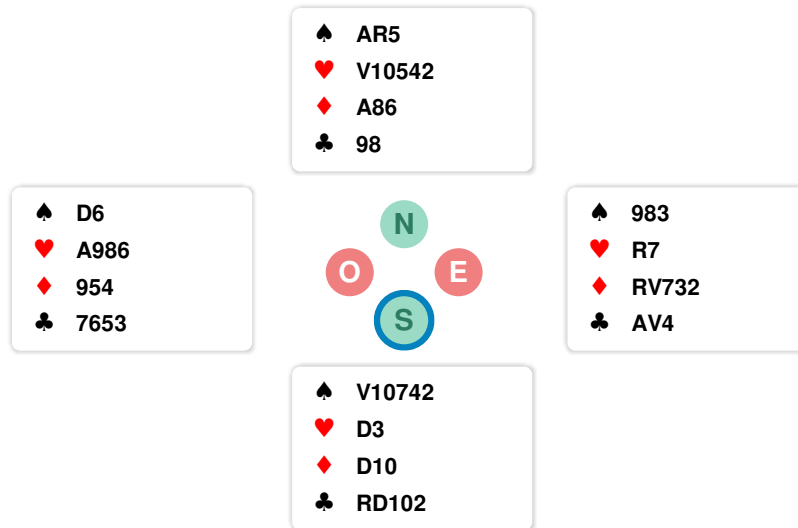 ♠ AR5
♥ V10542
♦ A86
♣ 98
♠ D6
♥ A986
♦ 954
♣ 7653
N
O E
S
♠ 983
♥ R7
♦ RV732
♣ AV4
♠ V10742
♥ D3
♦ D10
♣ RD102